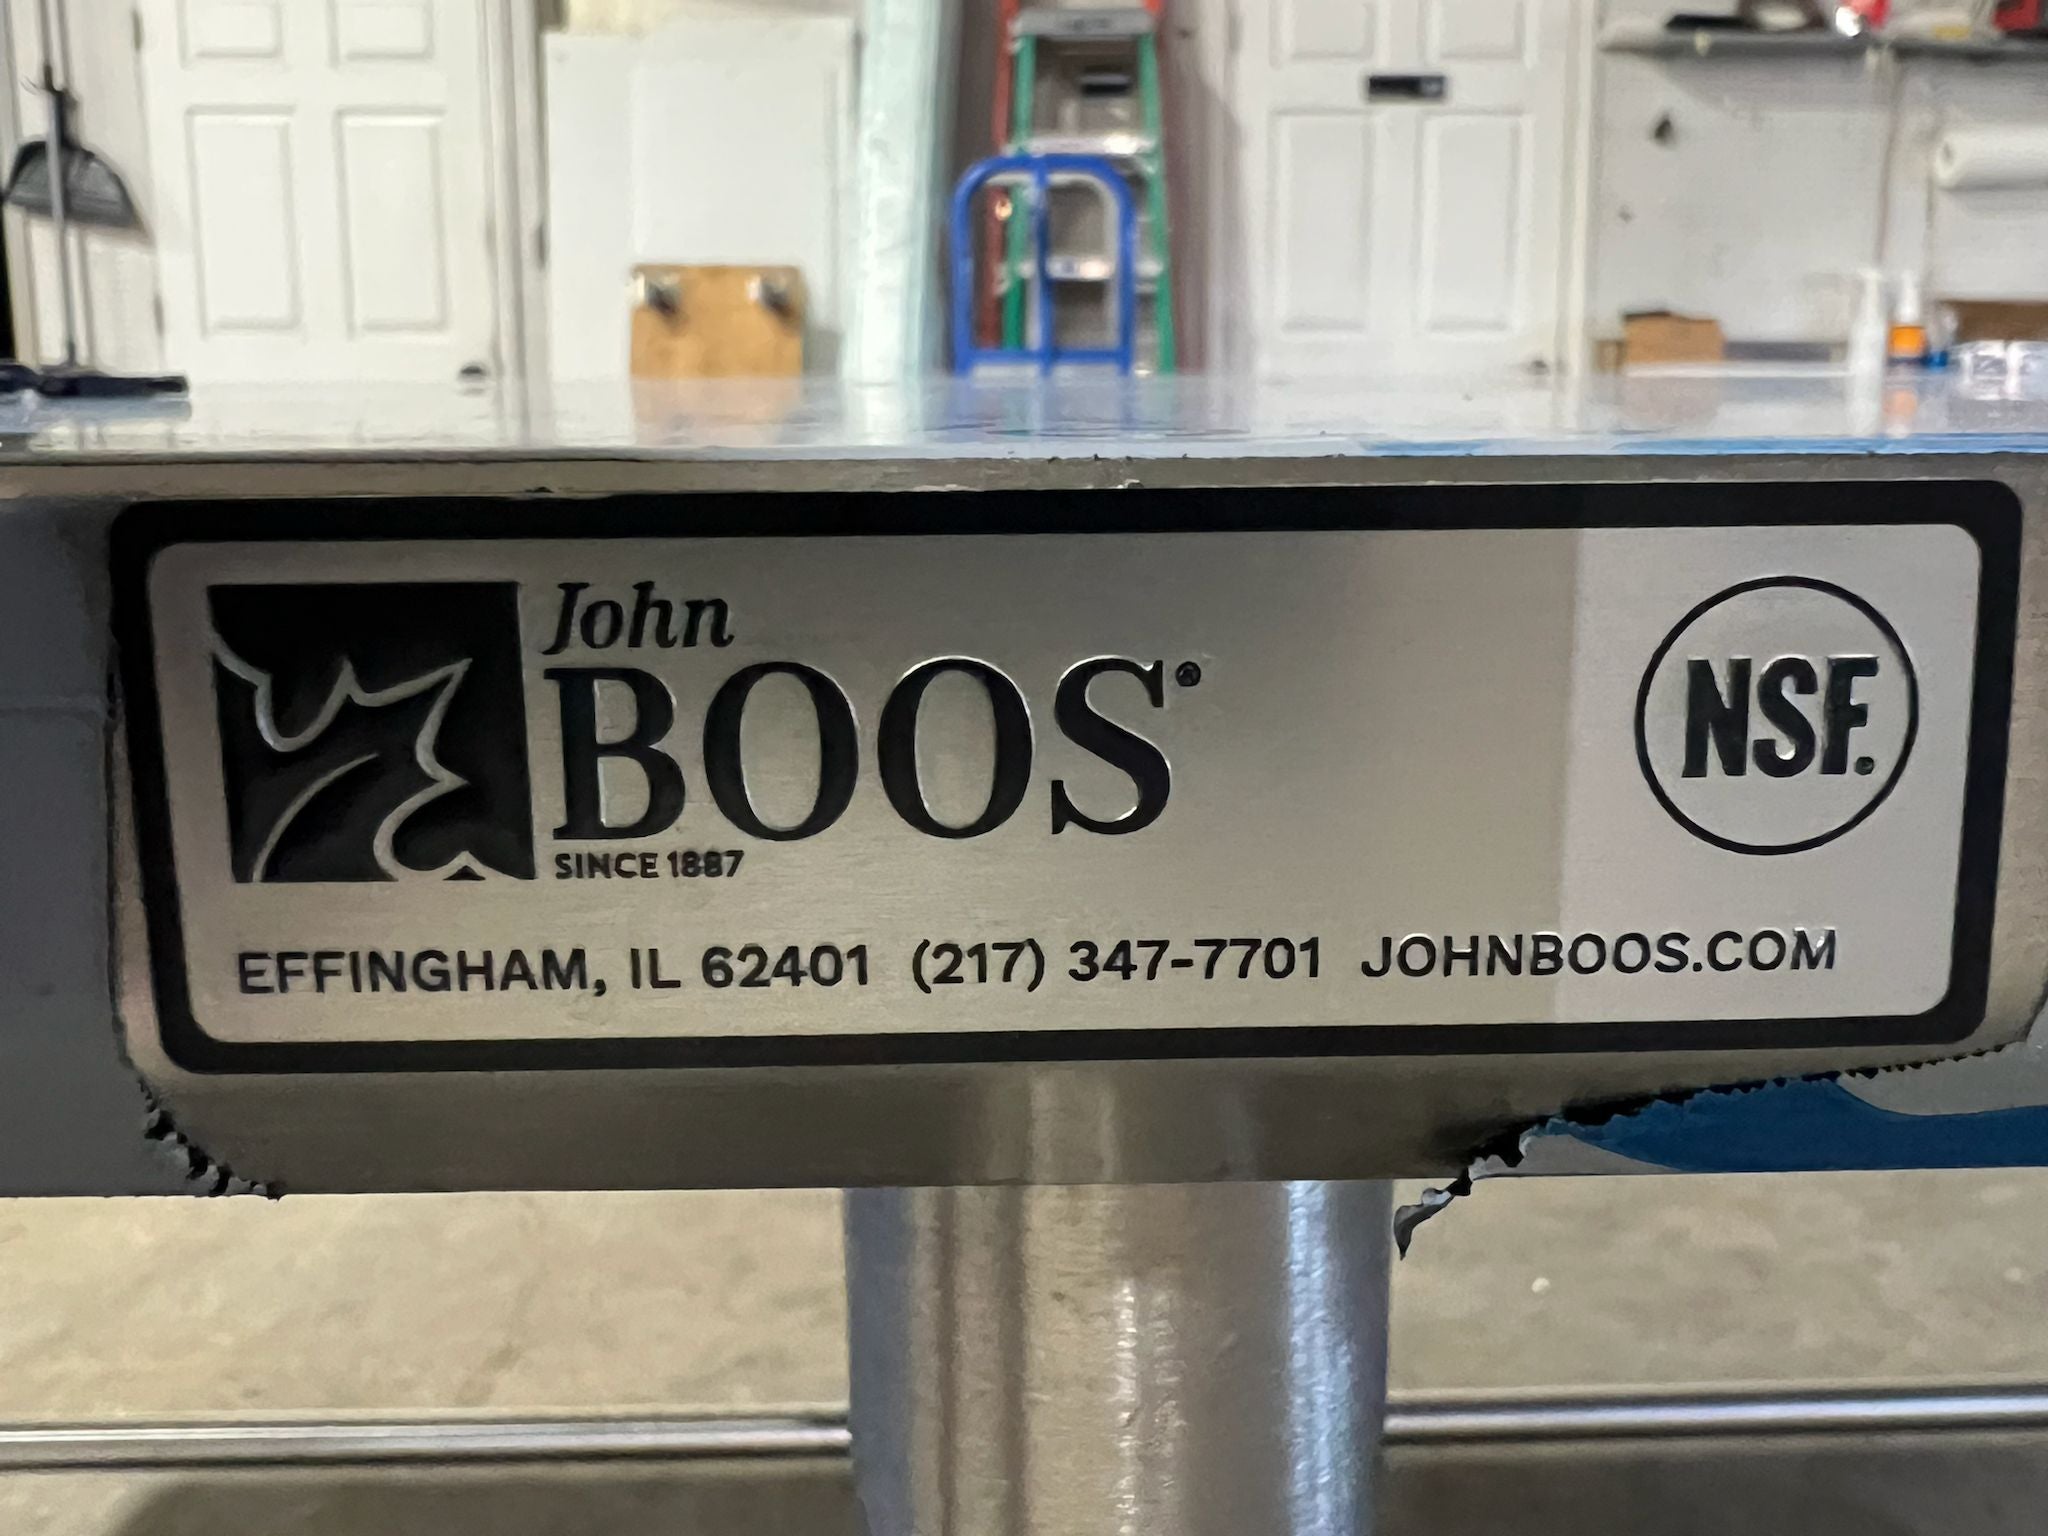 John
BOOS®
SINCE 1887
NSF.
EFFINGHAM, IL 62401 (217) 347-7701 JOHNBOOS.COM